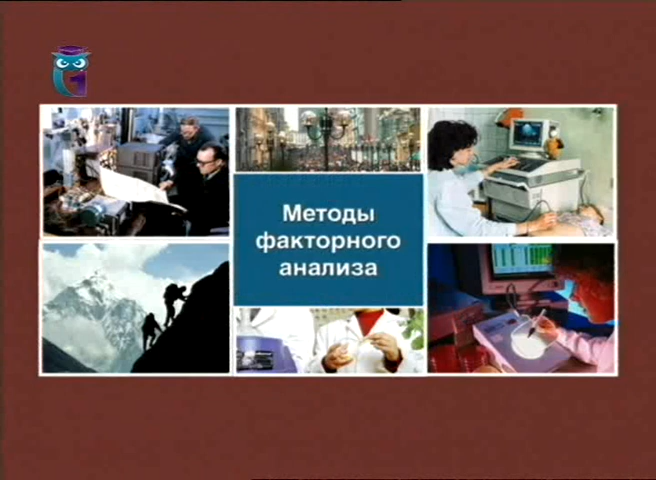 Методы
факторного
анализа